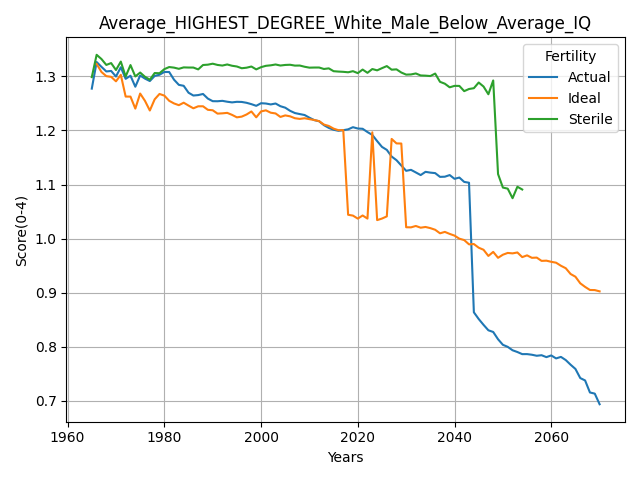 Average_HIGHEST_DEGREE_White_Male_Below_Average_IQ
Fertility
Actual
Ideal
Sterile
Score(0-4)
1.3
1.2
1.1
1.0
0.9
0.8
0.7
1960
1980
2000
2020
2040
2060
Years